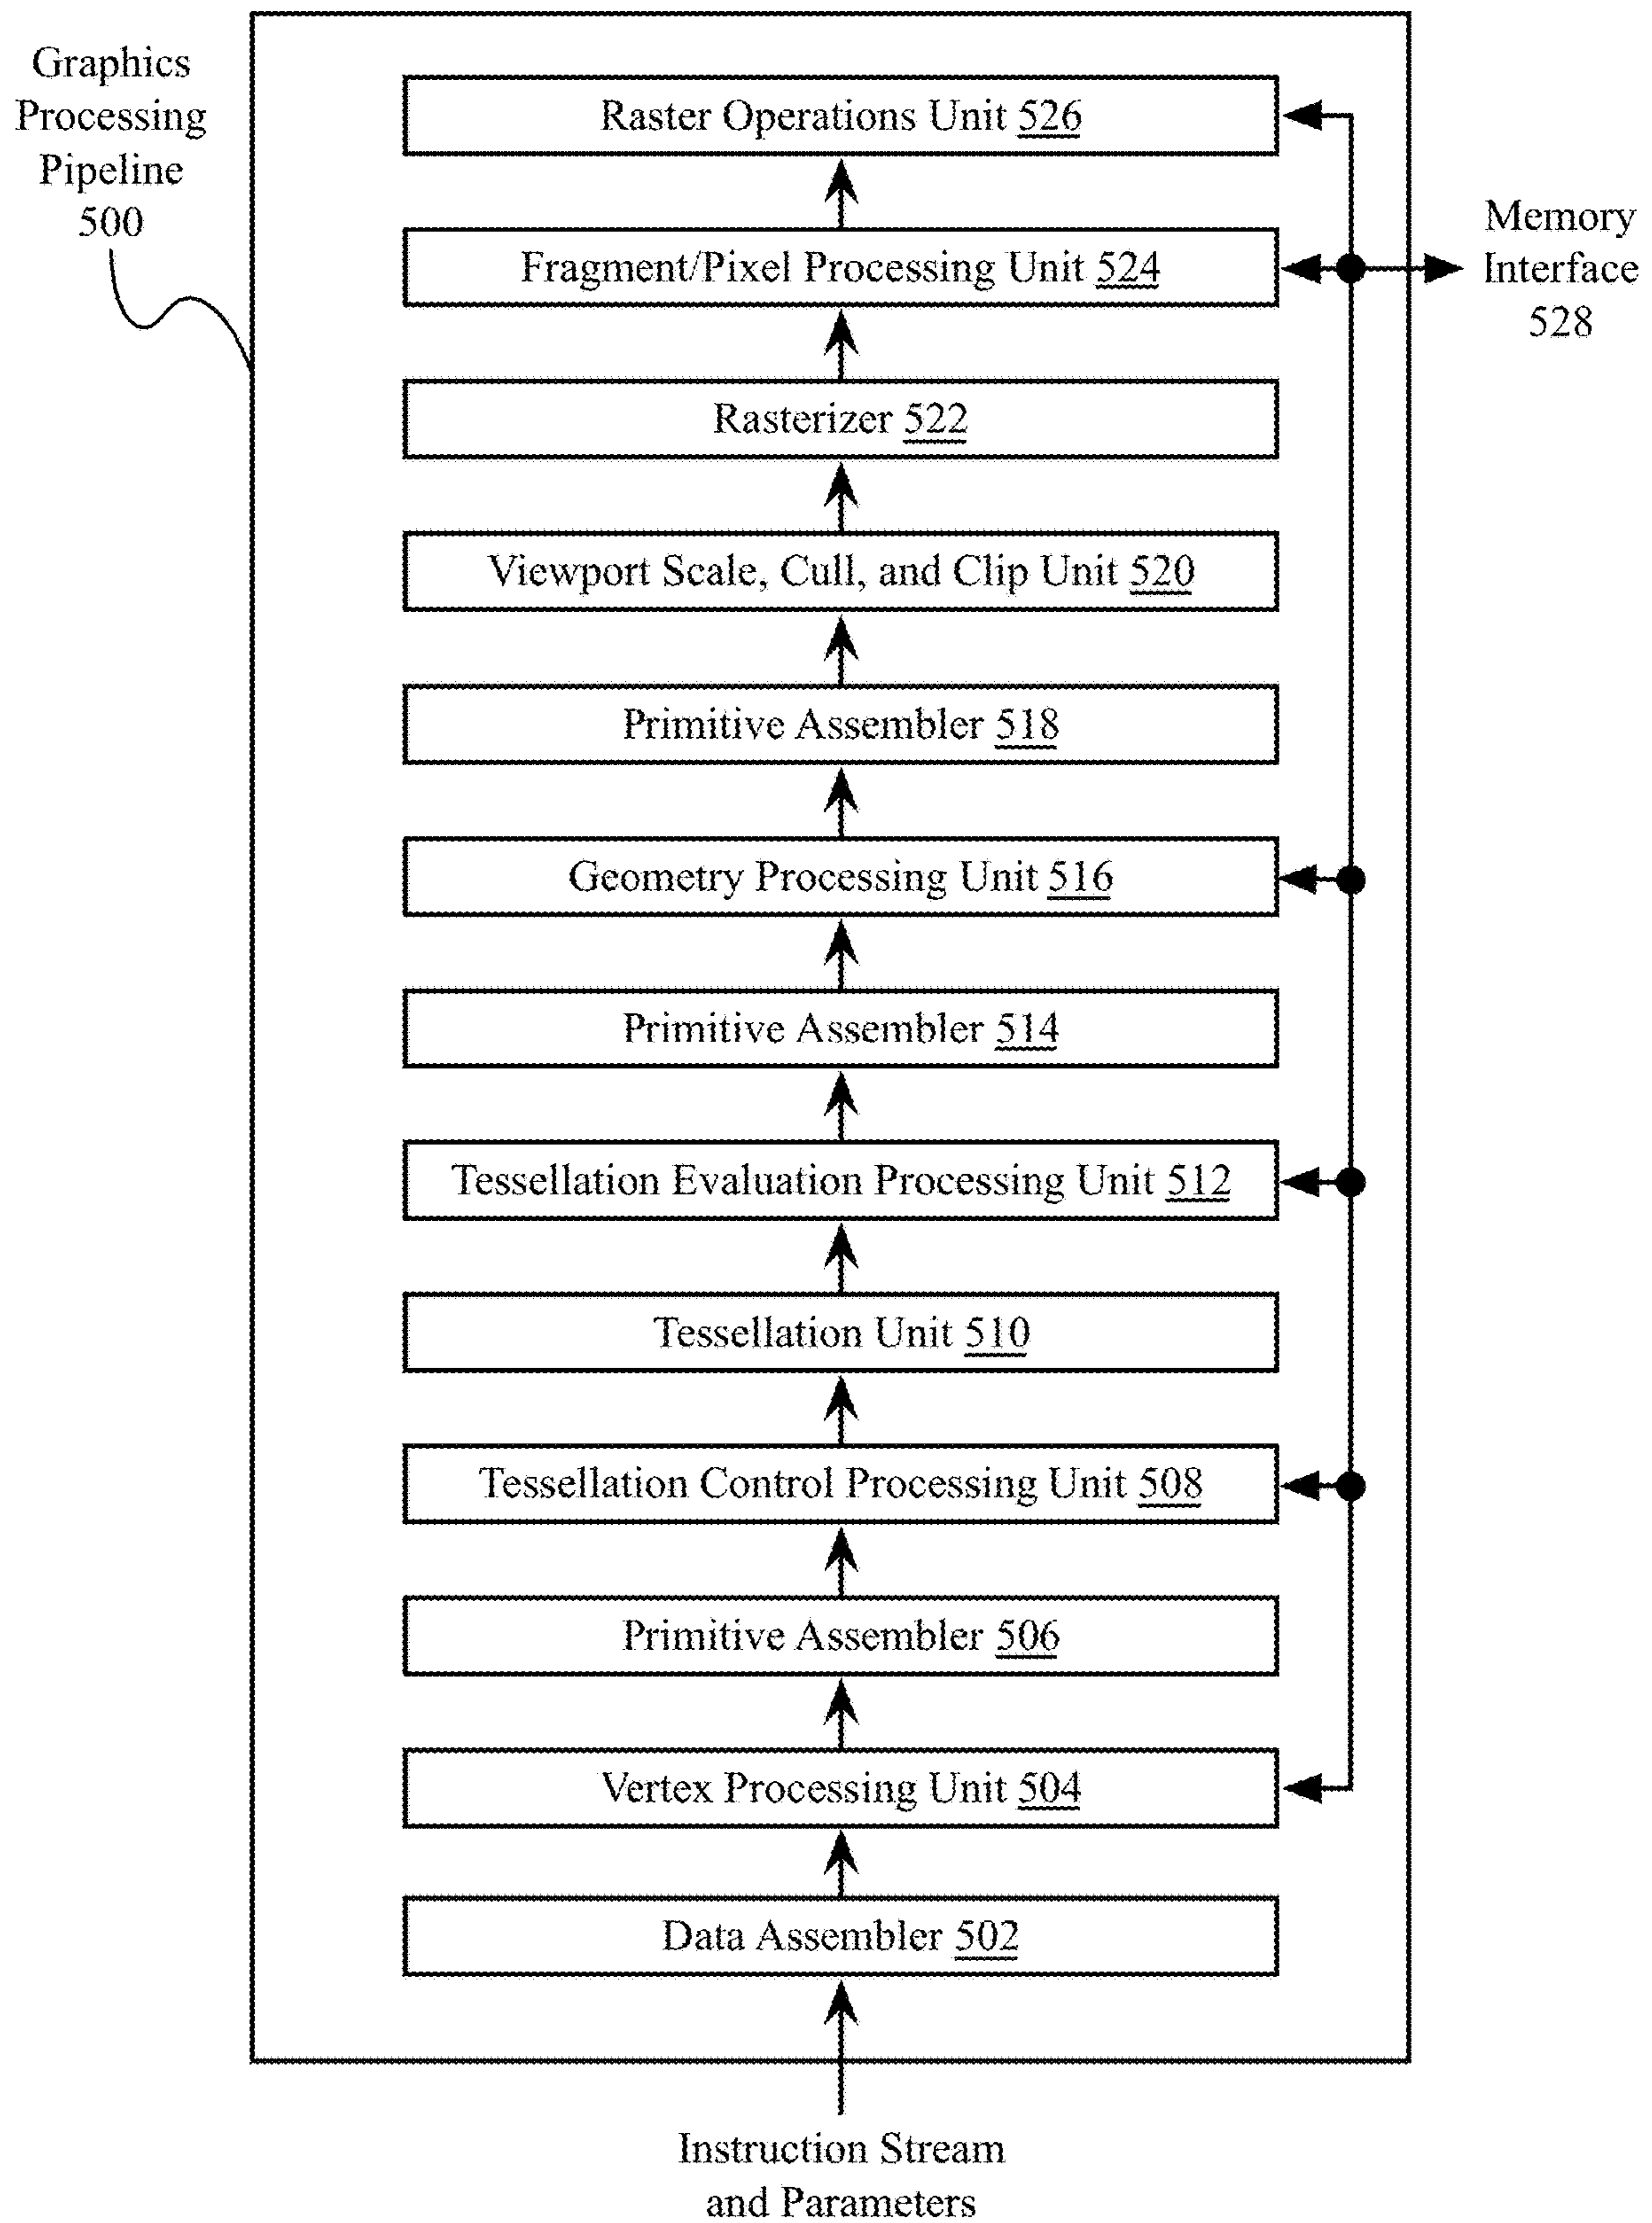 Graphics
Processing
Pipeline
500
Raster Operations Unit 526
Fragment/Pixel Processing Unit 524
Memory
Interface
528
Rasterizer 522
Viewport Scale, Cull, and Clip Unit 520
Primitive Assembler 518
Geometry Processing Unit 516
Primitive Assembler 514
Tessellation Evaluation Processing Unit 512
Tessellation Unit 510
Tessellation Control Processing Unit 508
Primitive Assembler 506
Vertex Processing Unit 504
Data Assembler 502
Instruction Stream
and Parameters